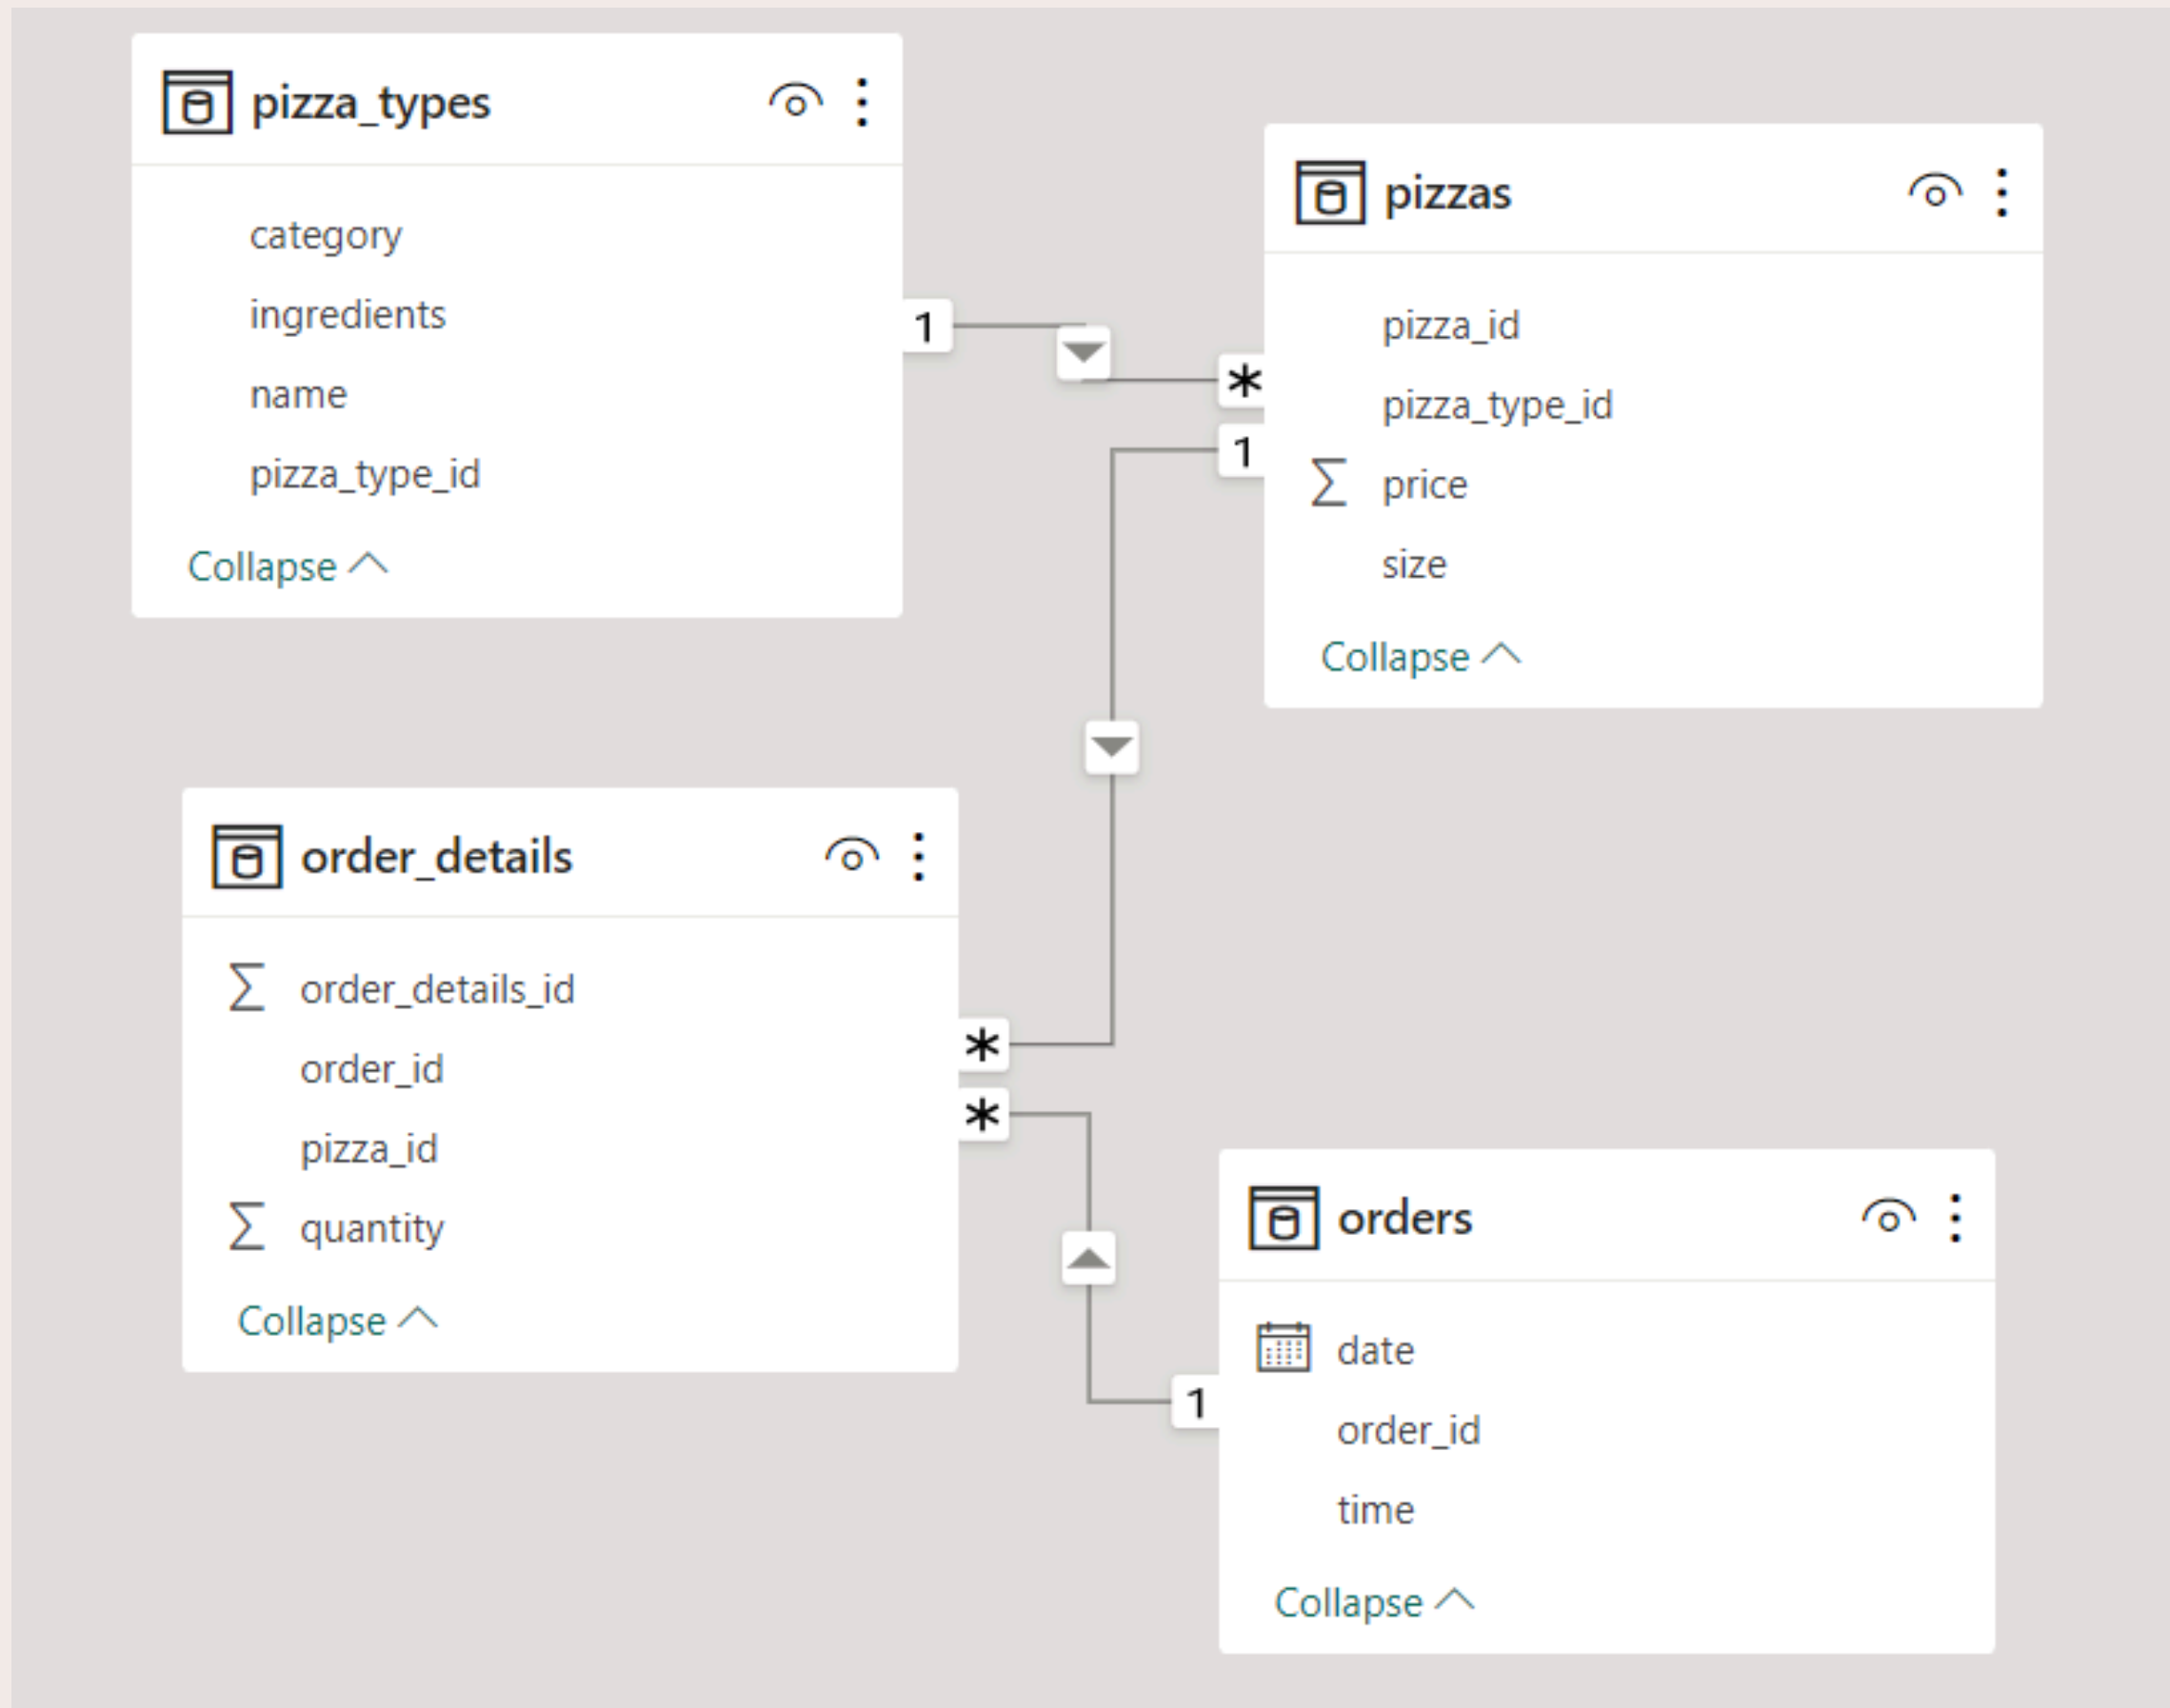 pizza_types
category
ingredients
name
pizza_type_id
Collapse
1
*
1
pizzas
pizza_id
pizza_type_id
Σ price
size
Collapse
order_details
Σ order_details_id
order_id
pizza_id
Σ quantity
Collapse
*
*
1
orders
date
order_id
time
Collapse